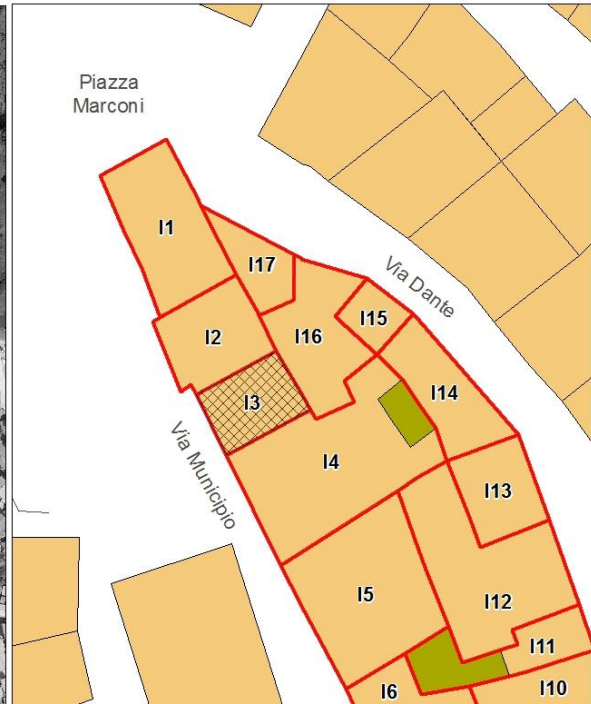 Piazza
Marconi
I1
I17
Via Dante
I2
I16
I15
I3
I14
Via Municipio
I4
I13
I5
I12
I11
I6
I10